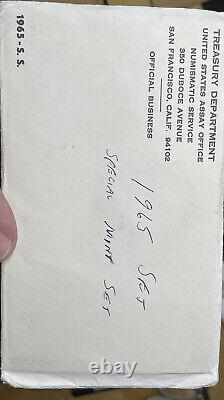 TREASURY DEPARTMENT
UNITED STATES ASSAY OFFICE
NUMISMATIC SERVICE
350 DUBOCE AVENUE
SAN FRANCISCO, CALIF. 94102
OFFICIAL BUSINESS
1965 SET
SPECIAL MINT SET
1965 - S. S.